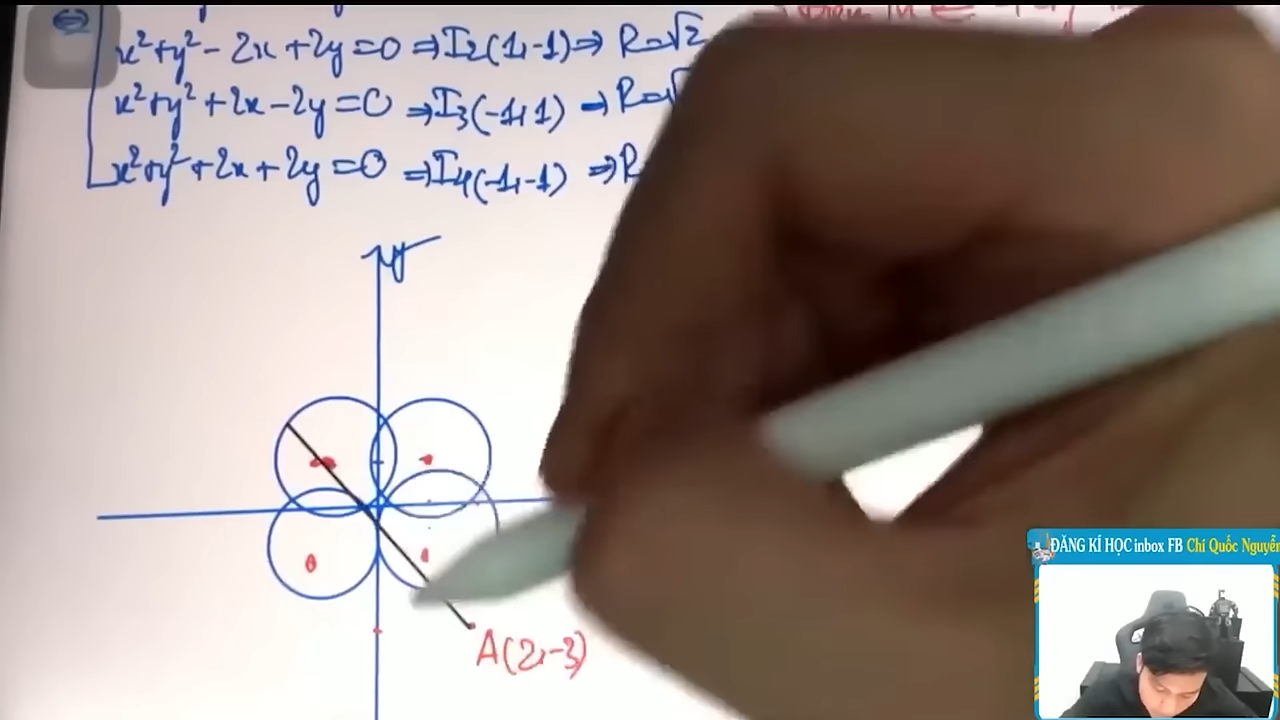 x²+y²-2x+2y=0 ⇒I₂(1,-1)⇒ R=√2
x²+y²+2x-2y=0 ⇒I₃(-1,1) ⇒ R=√
x²+y²+2x+2y=0 ⇒I₄(-1,-1) ⇒R
y
A(2,-3)
ĐĂNG KÍ HỌC inbox FB Chí Quốc Nguyễn